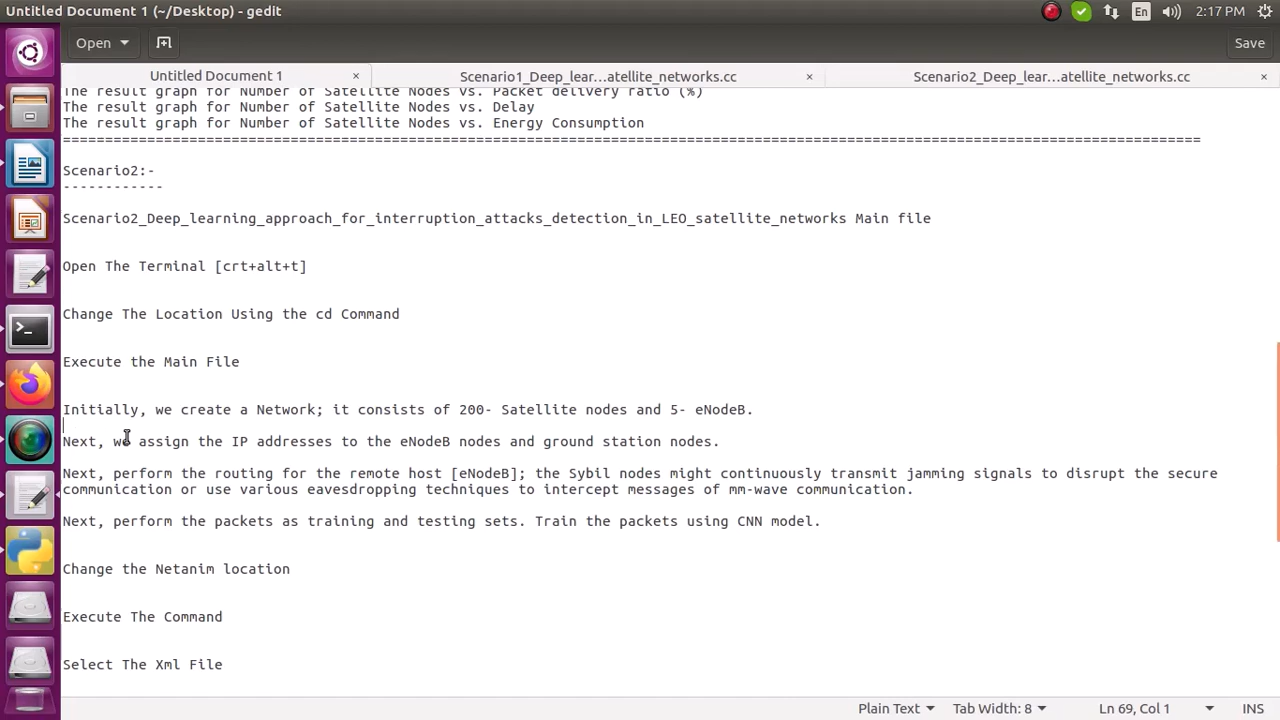 Untitled Document 1 (~/Desktop) - gedit
En
2:17 PM
Open
Save
Untitled Document 1
Scenario1_Deep_lear...atellite_networks.cc
Scenario2_Deep_lear...atellite_networks.cc
The result graph for Number of Satellite Nodes vs. Packet delivery ratio (%)
The result graph for Number of Satellite Nodes vs. Delay
The result graph for Number of Satellite Nodes vs. Energy Consumption
=======================================================================================================================================
Scenario2:-
------------
Scenario2_Deep_learning_approach_for_interruption_attacks_detection_in_LEO_satellite_networks Main file
Open The Terminal [crt+alt+t]
Change The Location Using the cd Command
Execute the Main File
Initially, we create a Network; it consists of 200- Satellite nodes and 5- eNodeB.
Next, we assign the IP addresses to the eNodeB nodes and ground station nodes.
Next, perform the routing for the remote host [eNodeB]; the Sybil nodes might continuously transmit jamming signals to disrupt the secure
communication or use various eavesdropping techniques to intercept messages of mm-wave communication.
Next, perform the packets as training and testing sets. Train the packets using CNN model.
Change the Netanim location
Execute The Command
Select The Xml File
Plain Text
Tab Width: 8
Ln 69, Col 1
INS